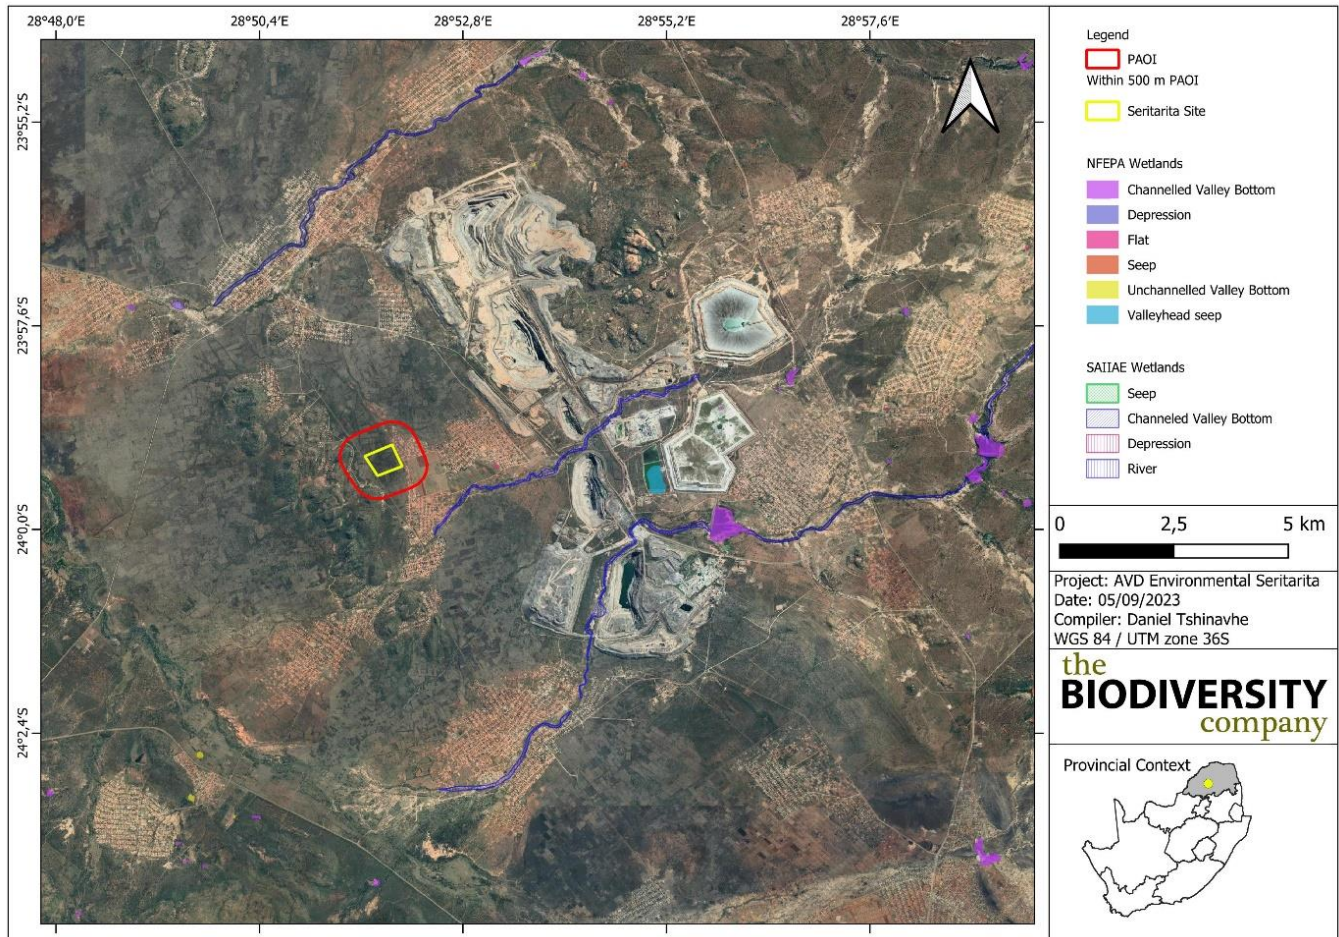 28°48,0′E
28°50,4′E
28°52,8′E
28°55,2′E
28°57,6′E
23°55,2′S
23°57,6′S
24°0,0′S
24°2,4′S
Legend
PAOI
Within 500 m PAOI
Seritarita Site
NFEPA Wetlands
Channelled Valley Bottom
Depression
Flat
Seep
Unchannelled Valley Bottom
Valleyhead seep
SAIIAE Wetlands
Seep
Channeled Valley Bottom
Depression
River
0 2,5 5 km
Project: AVD Environmental Seritarita
Date: 05/09/2023
Compiler: Daniel Tshinavhe
WGS 84 / UTM zone 36S
the
BIODIVERSITY
company
Provincial Context